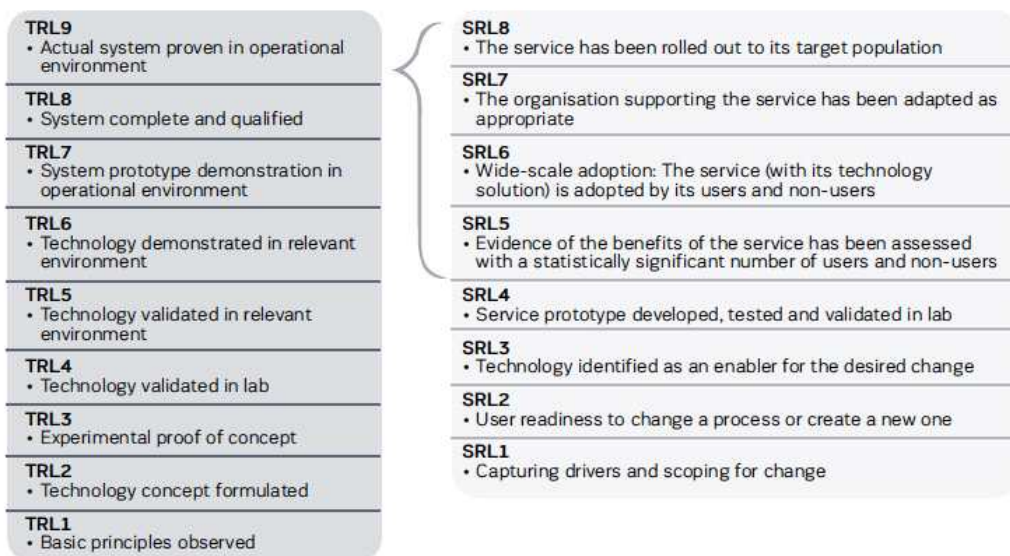 TRL9
• Actual system proven in operational
environment
TRL8
• System complete and qualified
TRL7
• System prototype demonstration in
operational environment
TRL6
• Technology demonstrated in relevant
environment
TRL5
• Technology validated in relevant
environment
TRL4
• Technology validated in lab
TRL3
• Experimental proof of concept
TRL2
• Technology concept formulated
TRL1
• Basic principles observed
SRL8
• The service has been rolled out to its target population
SRL7
• The organisation supporting the service has been adapted as
appropriate
SRL6
• Wide-scale adoption: The service (with its technology
solution) is adopted by its users and non-users
SRL5
• Evidence of the benefits of the service has been assessed
with a statistically significant number of users and non-users
SRL4
• Service prototype developed, tested and validated in lab
SRL3
• Technology identified as an enabler for the desired change
SRL2
• User readiness to change a process or create a new one
SRL1
• Capturing drivers and scoping for change